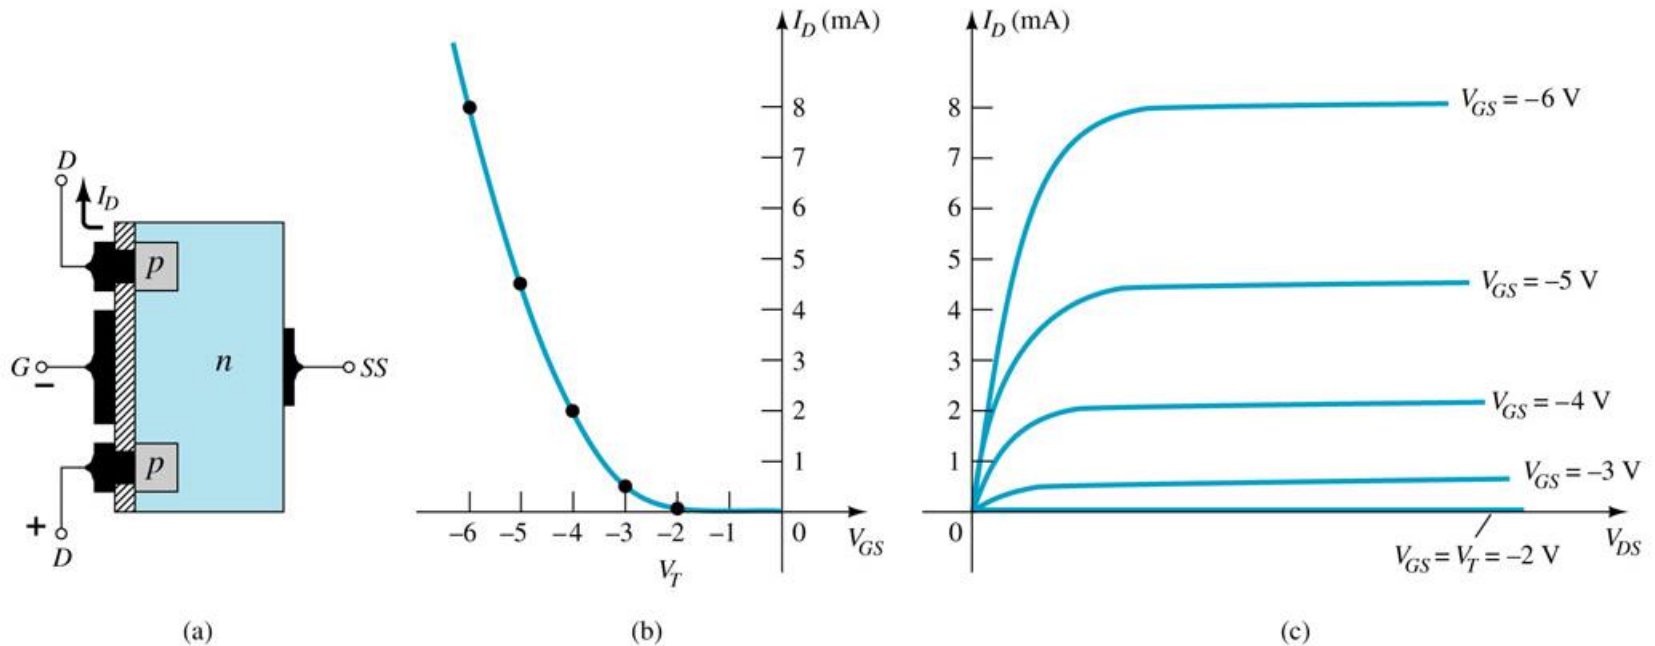 D
I_D
p
G
−
n
SS
p
+
D
(a)
I_D (mA)
8
7
6
5
4
3
2
1
0
−6 −5 −4 −3 −2 −1
V_GS
V_T
(b)
I_D (mA)
8
7
6
5
4
3
2
1
0
V_GS = −6 V
V_GS = −5 V
V_GS = −4 V
V_GS = −3 V
V_DS
V_GS = V_T = −2 V
(c)